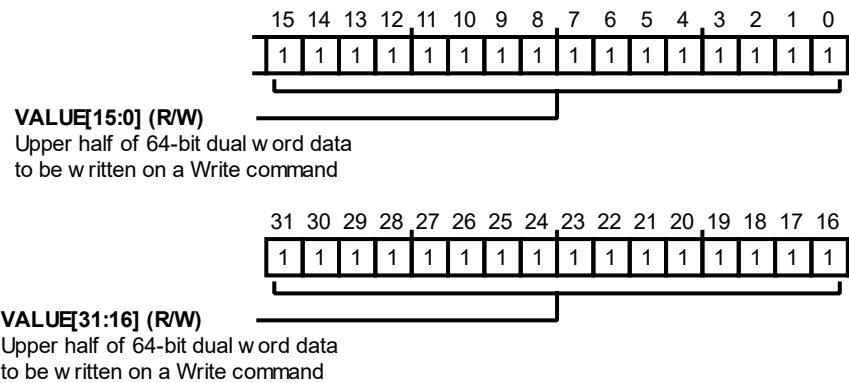 15 14 13 12 11 10 9 8 7 6 5 4 3 2 1 0
1 1 1 1 1 1 1 1 1 1 1 1 1 1 1 1
VALUE[15:0] (R/W)
Upper half of 64-bit dual word data
to be written on a Write command
31 30 29 28 27 26 25 24 23 22 21 20 19 18 17 16
1 1 1 1 1 1 1 1 1 1 1 1 1 1 1 1
VALUE[31:16] (R/W)
Upper half of 64-bit dual word data
to be written on a Write command